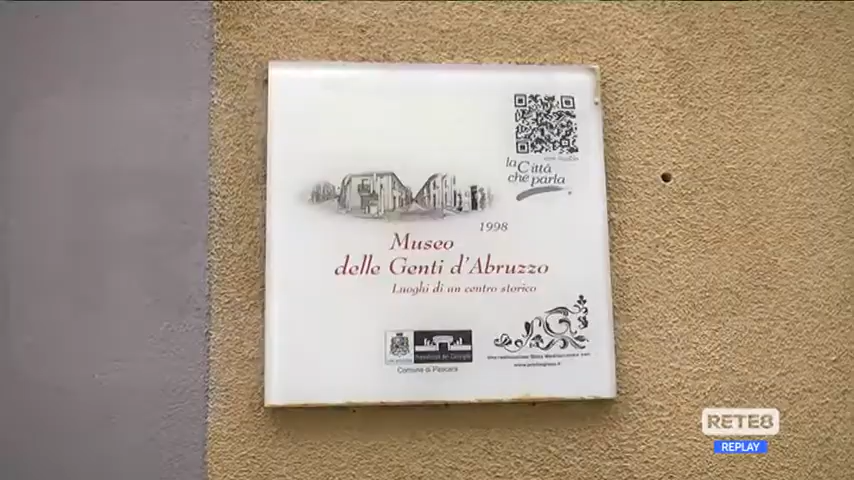 la Città
che parla
1998
Museo
delle Genti d'Abruzzo
Luoghi di un centro storico
Comune di Pescara
RETE8
REPLAY